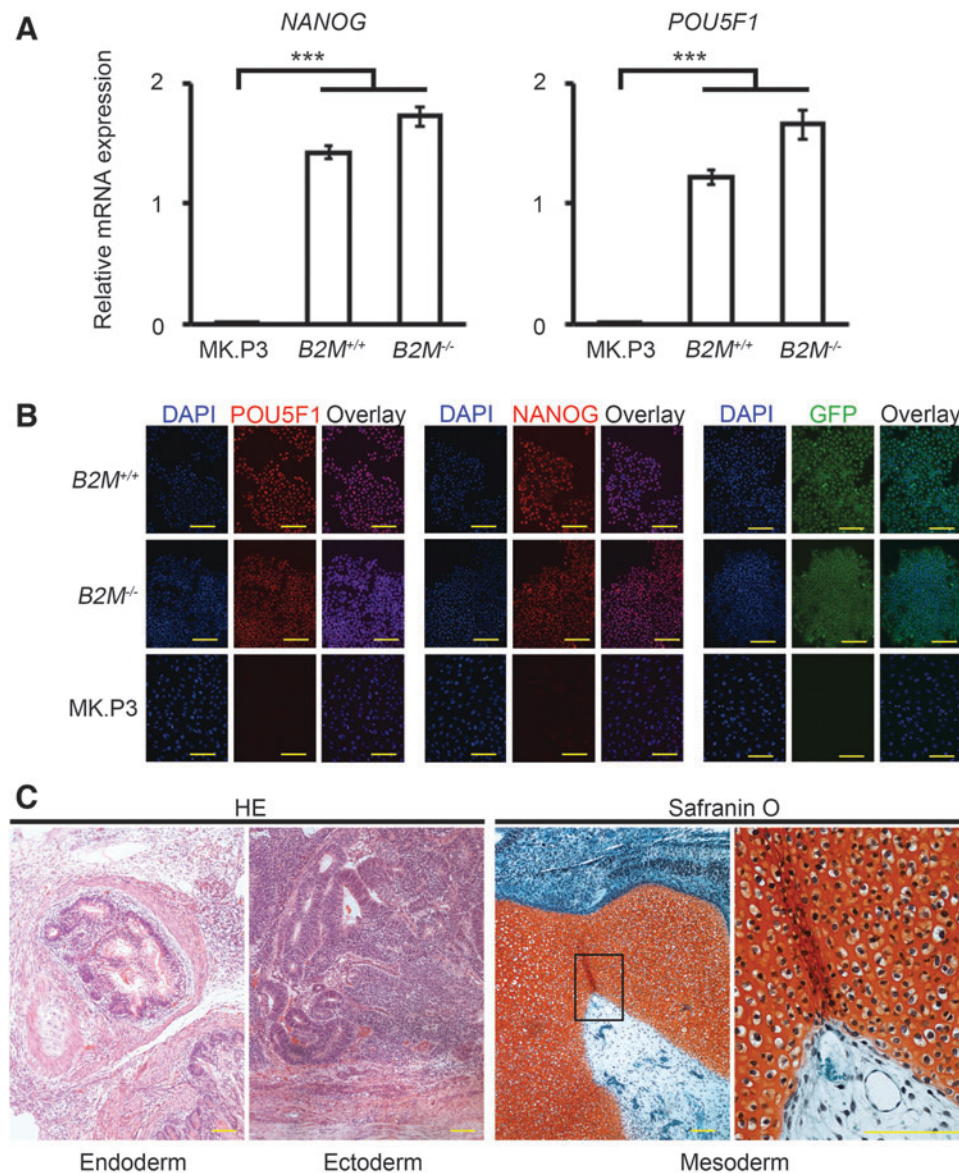 A
NANOG
POU5F1
***
***
Relative mRNA expression
2
1
0
2
1
0
MK.P3 B2M+/+ B2M-/-
MK.P3 B2M+/+ B2M-/-
B
DAPI POU5F1 Overlay DAPI NANOG Overlay DAPI GFP Overlay
B2M+/+
B2M-/-
MK.P3
C
HE Safranin O
Endoderm Ectoderm Mesoderm